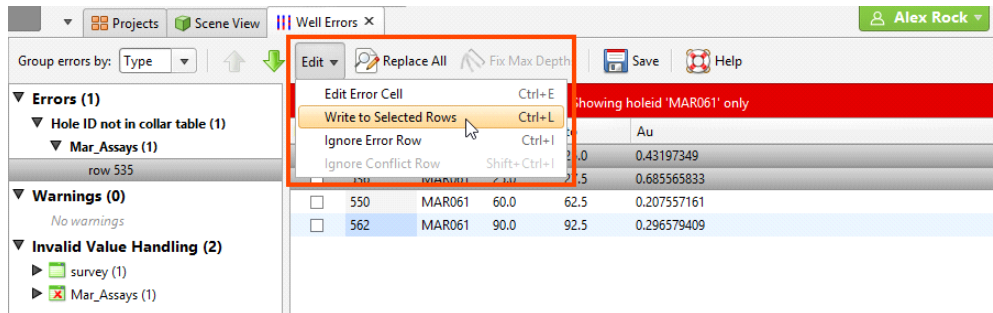 Projects Scene View Well Errors Alex Rock
Group errors by: Type Edit Replace All Fix Max Depth Save Help
Errors (1)
Hole ID not in collar table (1)
Mar_Assays (1)
row 535
Warnings (0)
No warnings
Invalid Value Handling (2)
survey (1)
Mar_Assays (1)
Edit Error Cell Ctrl+E
Write to Selected Rows Ctrl+L
Ignore Error Row Ctrl+I
Ignore Conflict Row Shift+Ctrl+I
Showing holeid 'MAR061' only
Au
0.43197349
0.685565833
550 MAR061 60.0 62.5 0.207557161
562 MAR061 90.0 92.5 0.296579409